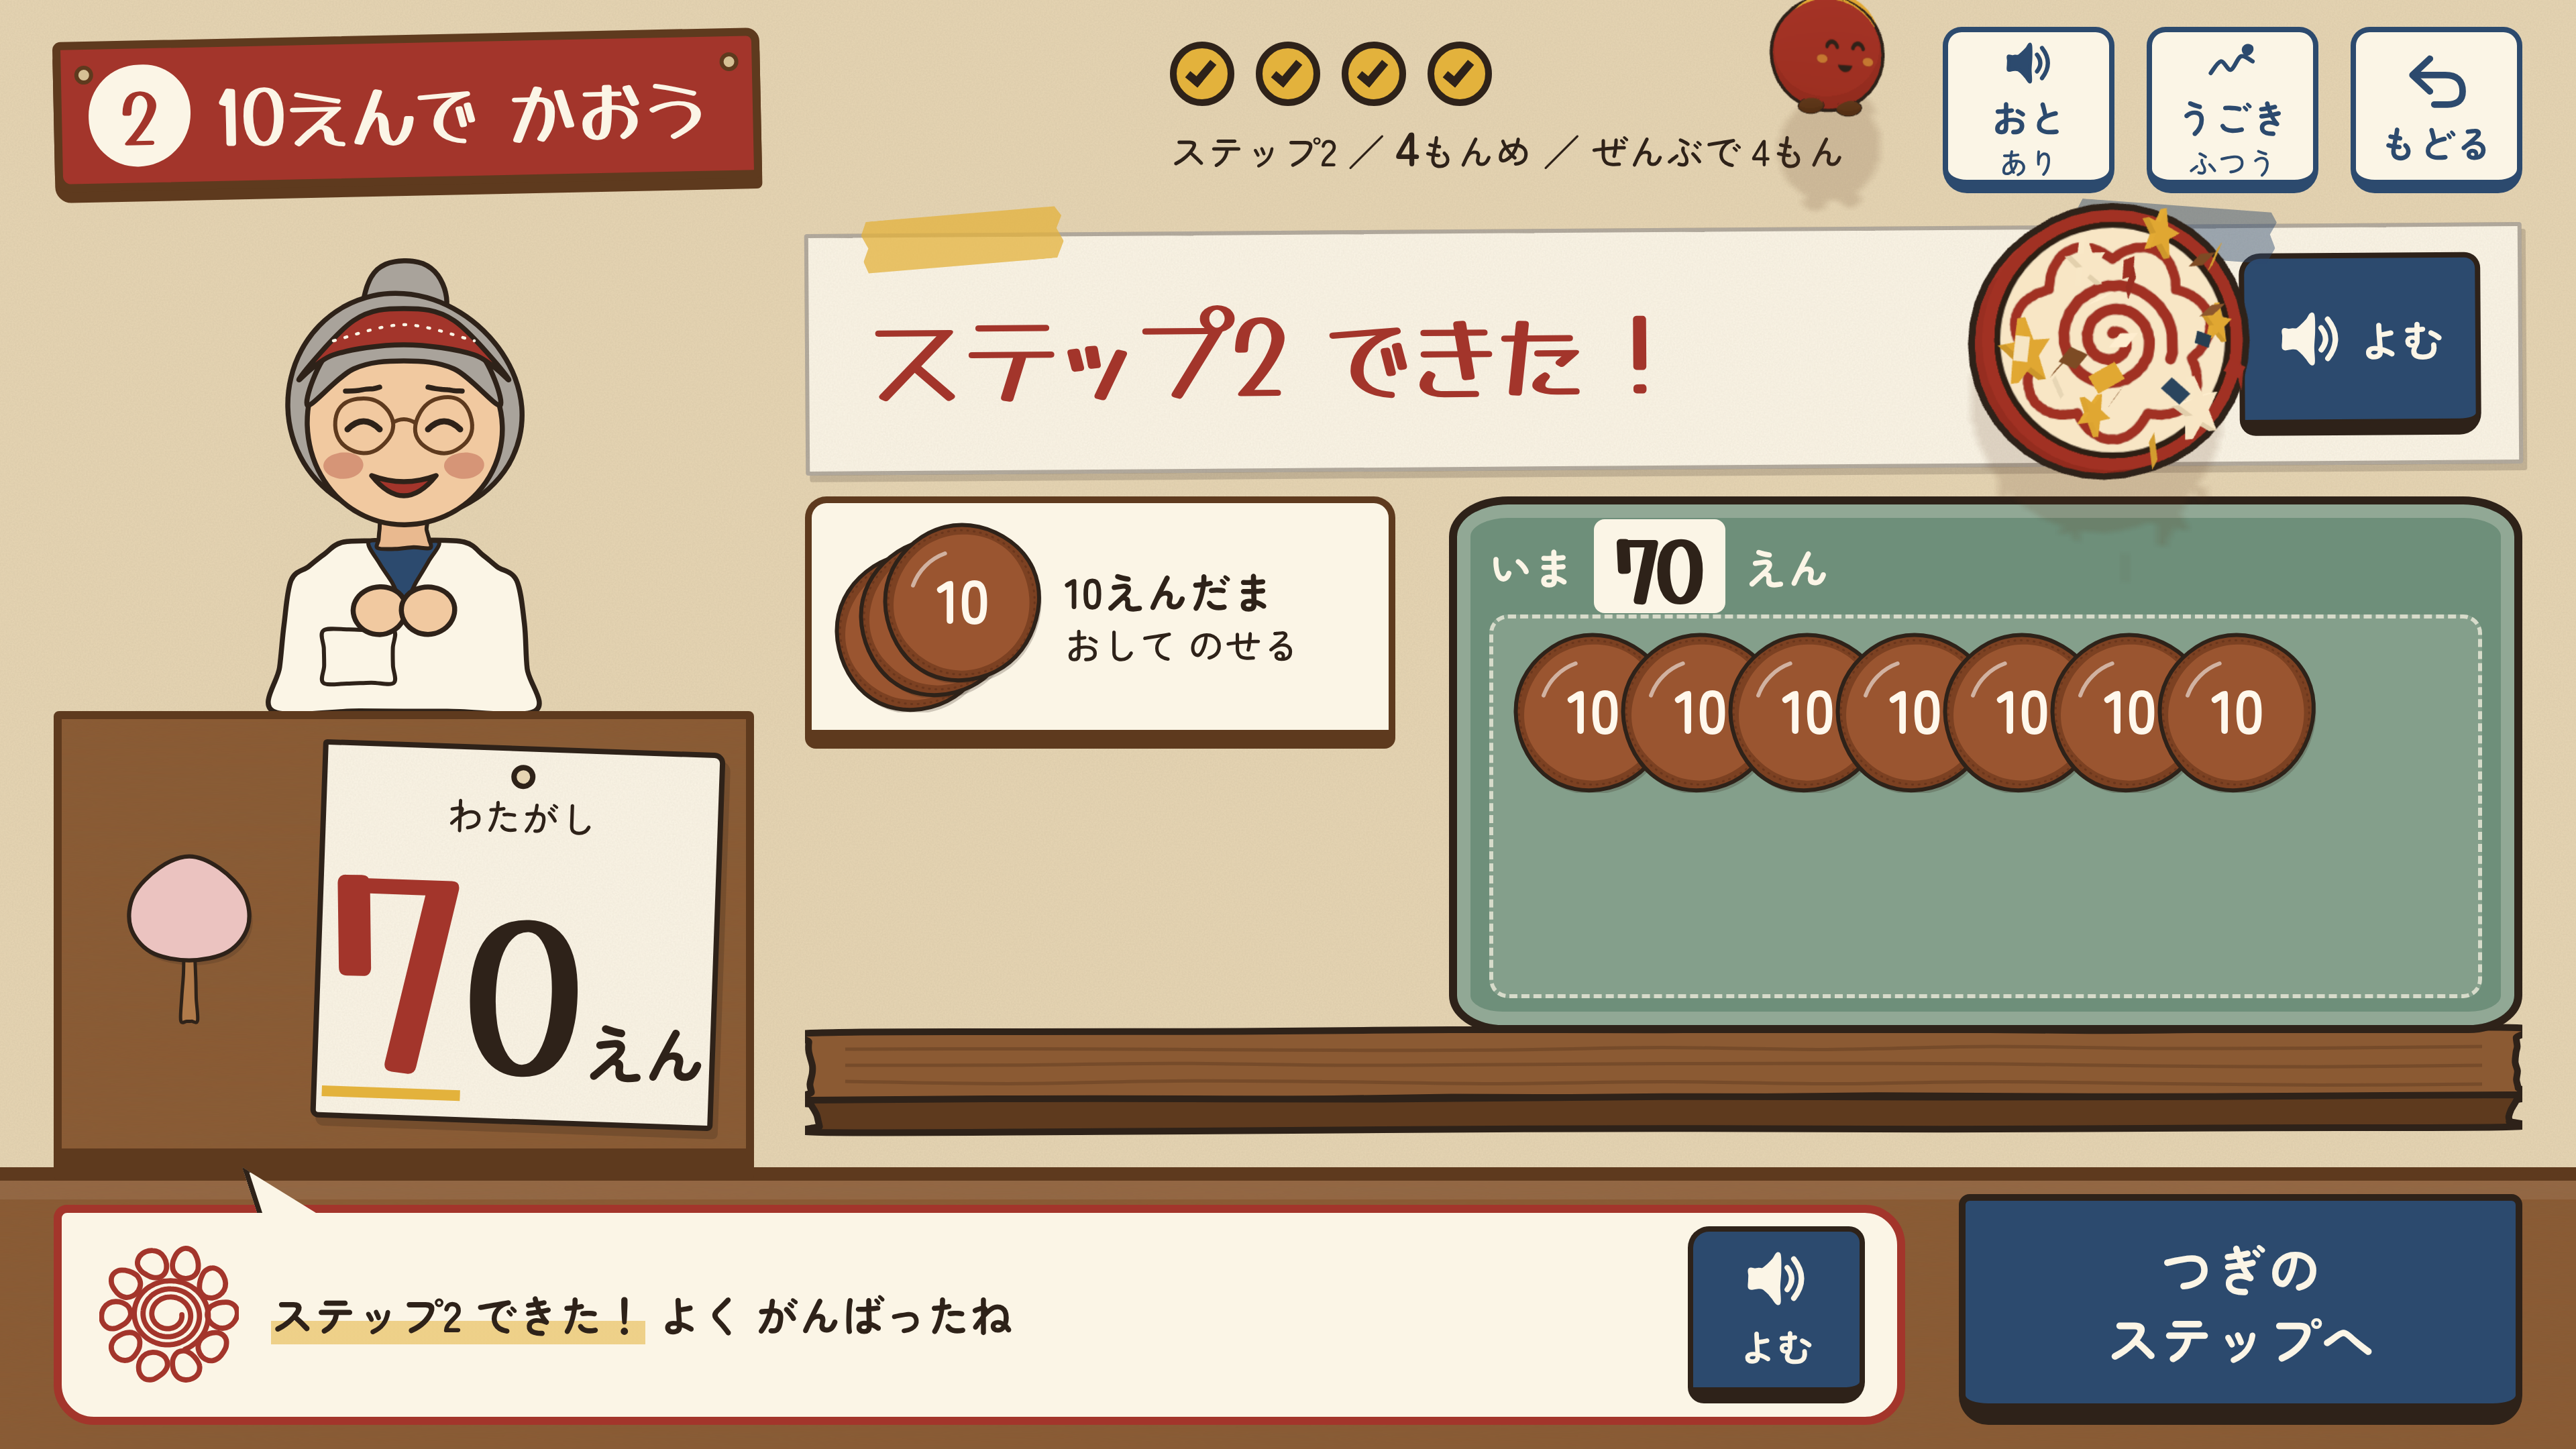 2 10えんで かおう
ステップ2 ／ 4もんめ ／ ぜんぶで 4もん
おと
あり
うごき
ふつう
もどる
ステップ2 できた！
よむ
10
10えんだま
おして のせる
いま 70 えん
10 10 10 10 10 10 10
わたがし
70えん
ステップ2 できた！ よく がんばったね
よむ
つぎの
ステップへ